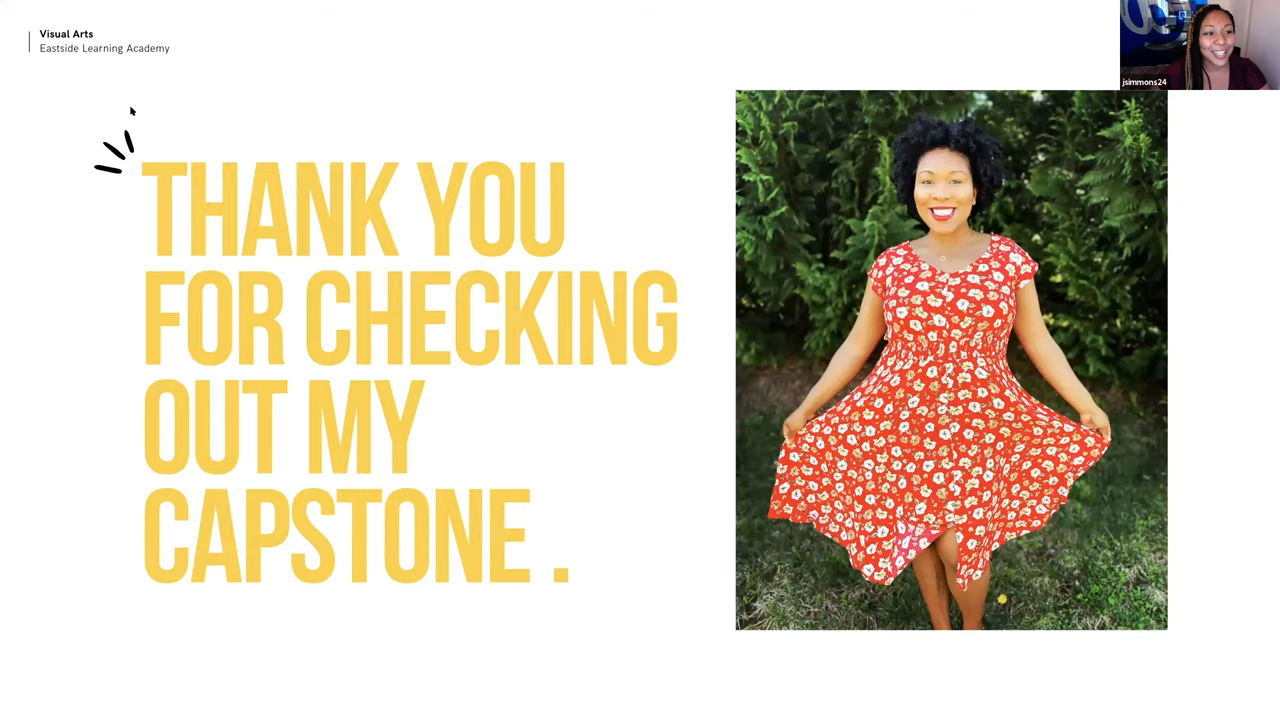 Visual Arts
Eastside Learning Academy
jsimmons24
THANK YOU
FOR CHECKING
OUT MY
CAPSTONE .